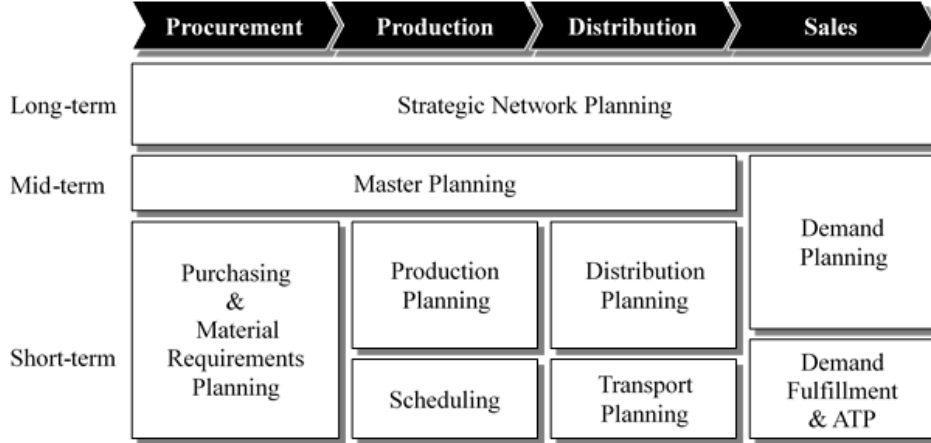 Procurement
Production
Distribution
Sales
Long-term
Strategic Network Planning
Mid-term
Master Planning
Demand
Planning
Short-term
Purchasing
&
Material
Requirements
Planning
Production
Planning
Distribution
Planning
Scheduling
Transport
Planning
Demand
Fulfillment
& ATP